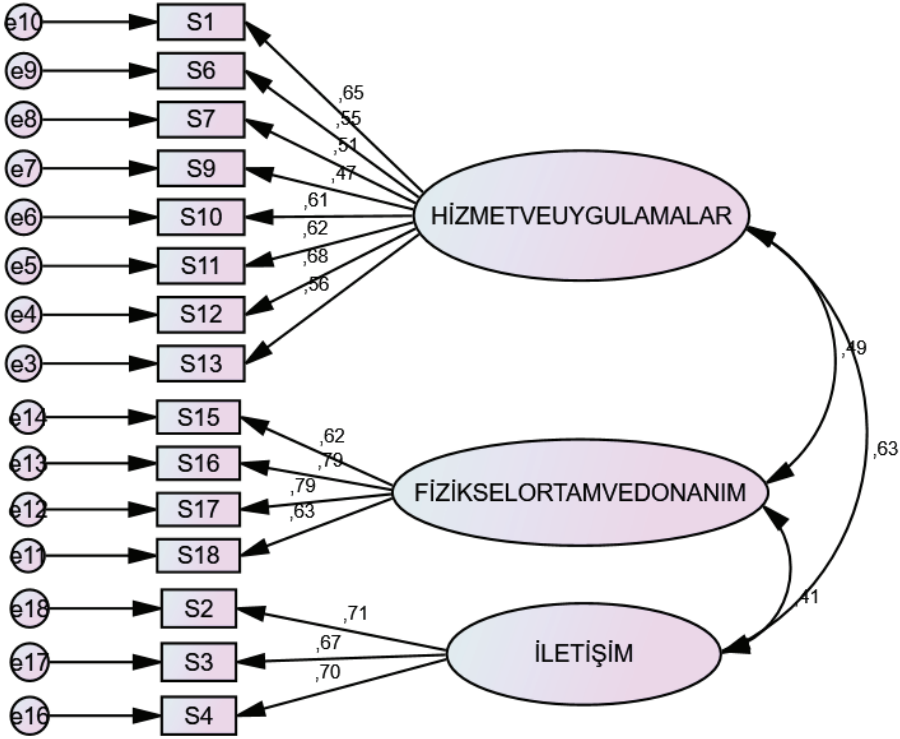 e10 S1
e9 S6
e8 S7
e7 S9
e6 S10
e5 S11
e4 S12
e3 S13
,65
,55
,51
,47
,61
,62
,68
,56
HİZMETVEUYGULAMALAR
e14 S15
e13 S16
e12 S17
e11 S18
,62
,79
,79
,63
FİZİKSELORTAMVEDONANIM
e18 S2
e17 S3
e16 S4
,71
,67
,70
İLETİŞİM
,49
,63
,41